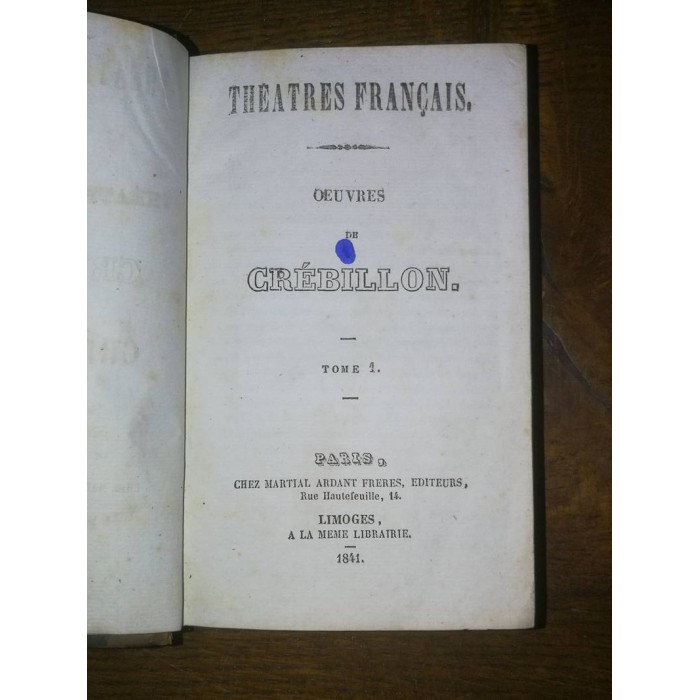 THÉATRES FRANÇAIS.
OEUVRES
DE
CRÉBILLON.
TOME 1.
PARIS,
CHEZ MARTIAL ARDANT FRERES, EDITEURS,
Rue Hautefeuille, 14.
LIMOGES,
A LA MEME LIBRAIRIE.
1841.